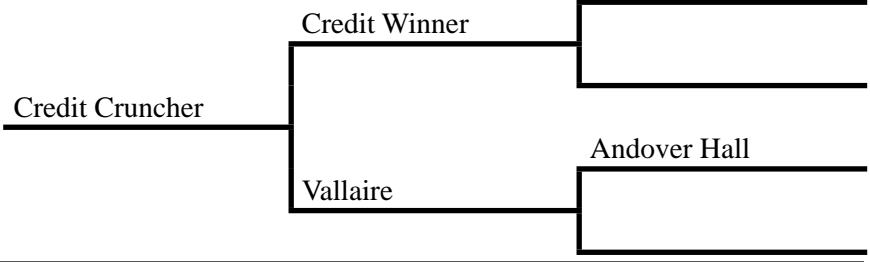 Credit Winner
Credit Cruncher
Andover Hall
Vallaire